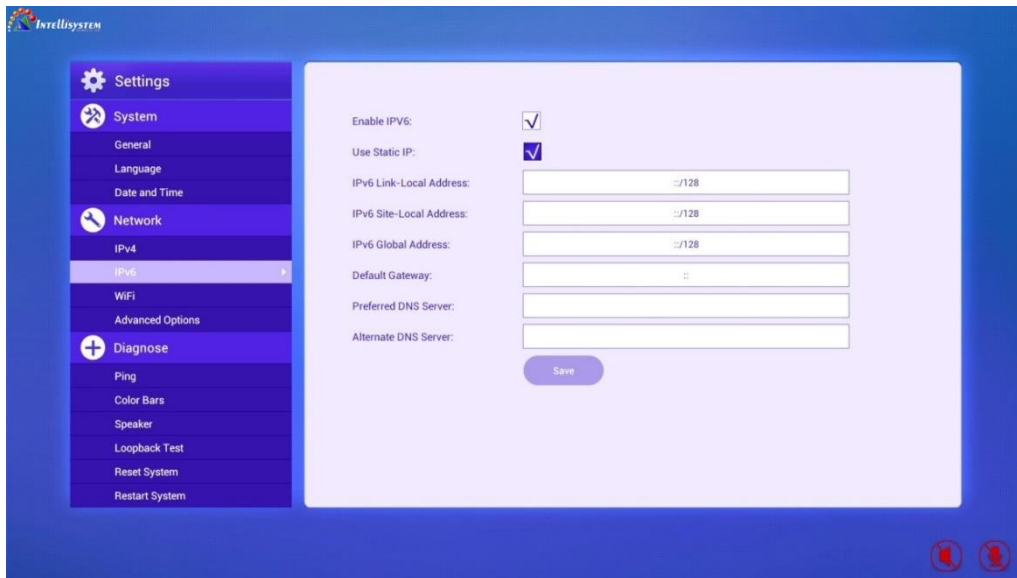 INTELLISYSTEM
Settings
System
General
Language
Date and Time
Network
IPv4
IPv6
WiFi
Advanced Options
Diagnose
Ping
Color Bars
Speaker
Loopback Test
Reset System
Restart System
Enable IPV6:
Use Static IP:
IPv6 Link-Local Address: ::/128
IPv6 Site-Local Address: ::/128
IPv6 Global Address: ::/128
Default Gateway: ::
Preferred DNS Server:
Alternate DNS Server:
Save